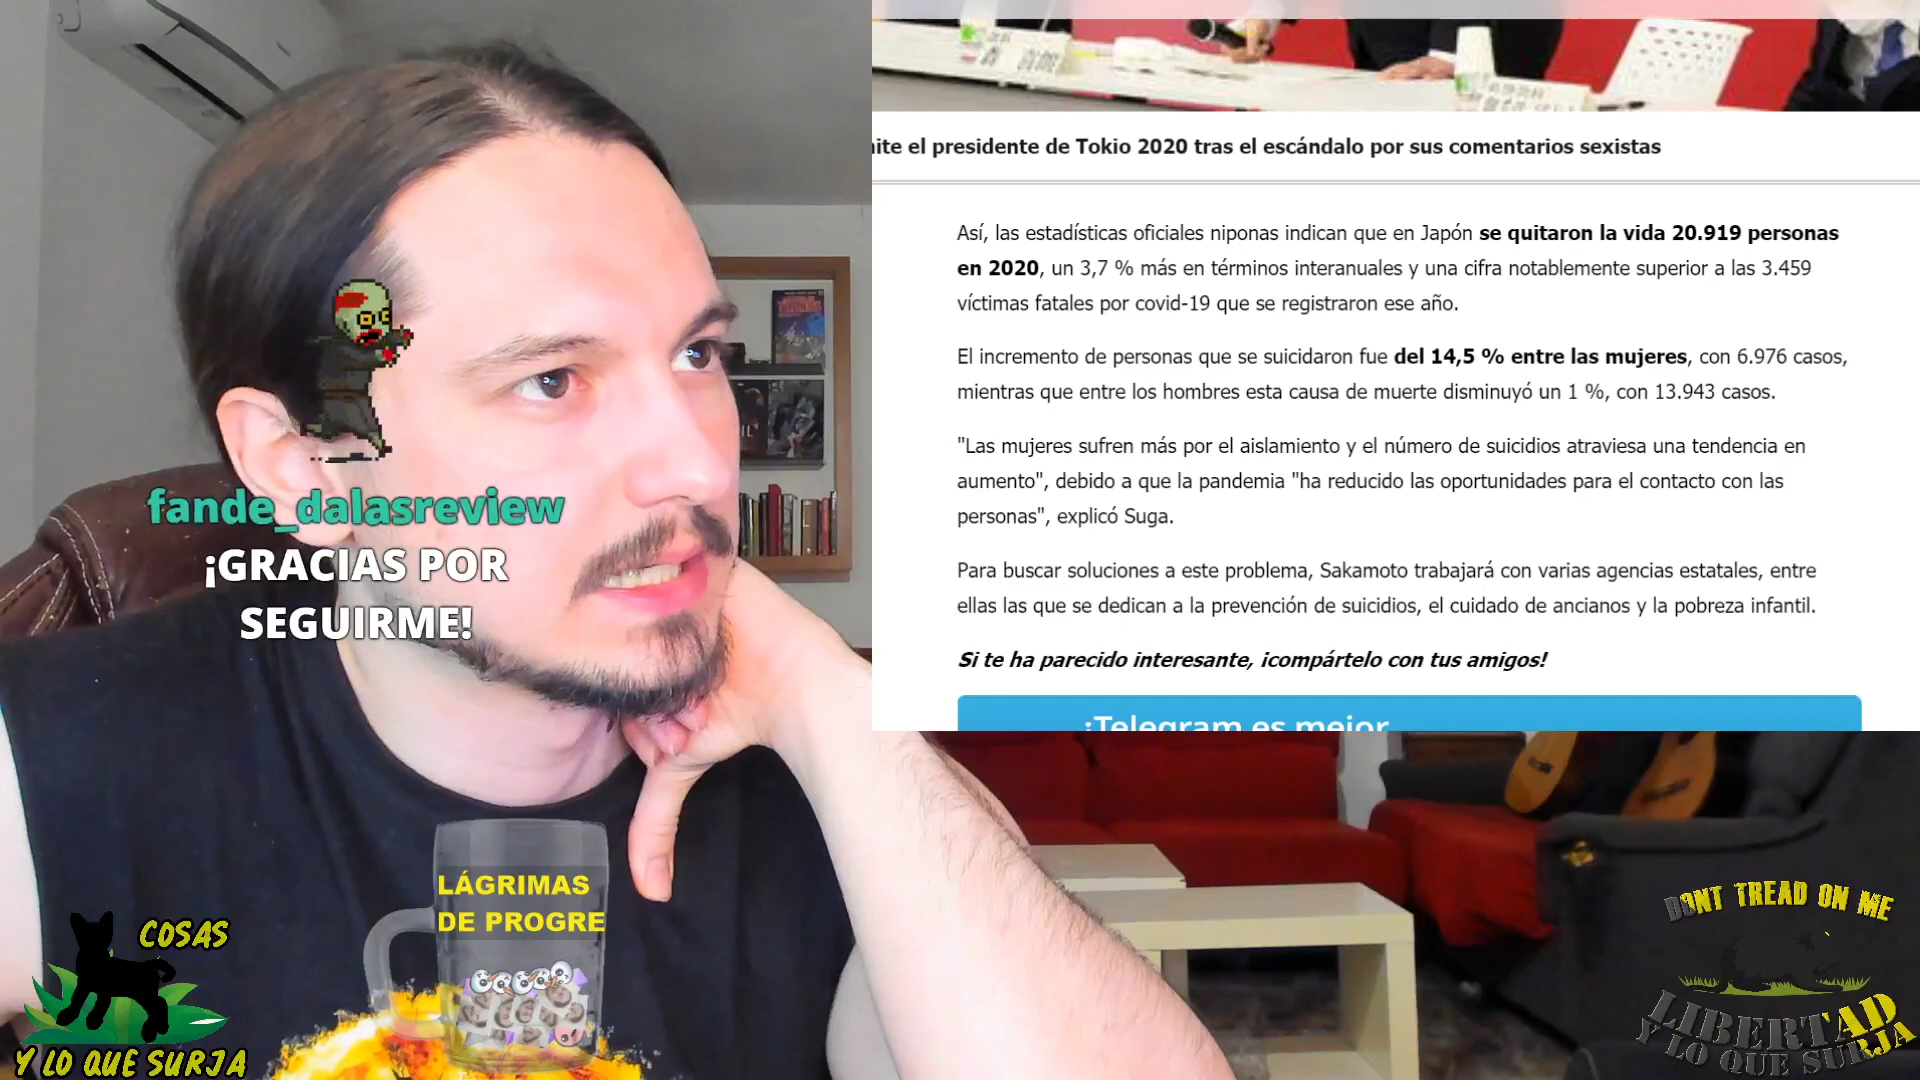 ite el presidente de Tokio 2020 tras el escándalo por sus comentarios sexistas
Así, las estadísticas oficiales niponas indican que en Japón se quitaron la vida 20.919 personas
en 2020, un 3,7 % más en términos interanuales y una cifra notablemente superior a las 3.459
víctimas fatales por covid-19 que se registraron ese año.
El incremento de personas que se suicidaron fue del 14,5 % entre las mujeres, con 6.976 casos,
mientras que entre los hombres esta causa de muerte disminuyó un 1 %, con 13.943 casos.
"Las mujeres sufren más por el aislamiento y el número de suicidios atraviesa una tendencia en
aumento", debido a que la pandemia "ha reducido las oportunidades para el contacto con las
personas", explicó Suga.
Para buscar soluciones a este problema, Sakamoto trabajará con varias agencias estatales, entre
ellas las que se dedican a la prevención de suicidios, el cuidado de ancianos y la pobreza infantil.
Si te ha parecido interesante, ¡compártelo con tus amigos!
¡Telegram es mejor
fande_dalasreview
¡GRACIAS POR
SEGUIRME!
LÁGRIMAS
DE PROGRE
COSAS
Y LO QUE SURJA
DONT TREAD ON ME
LIBERTAD
Y LO QUE SURJA